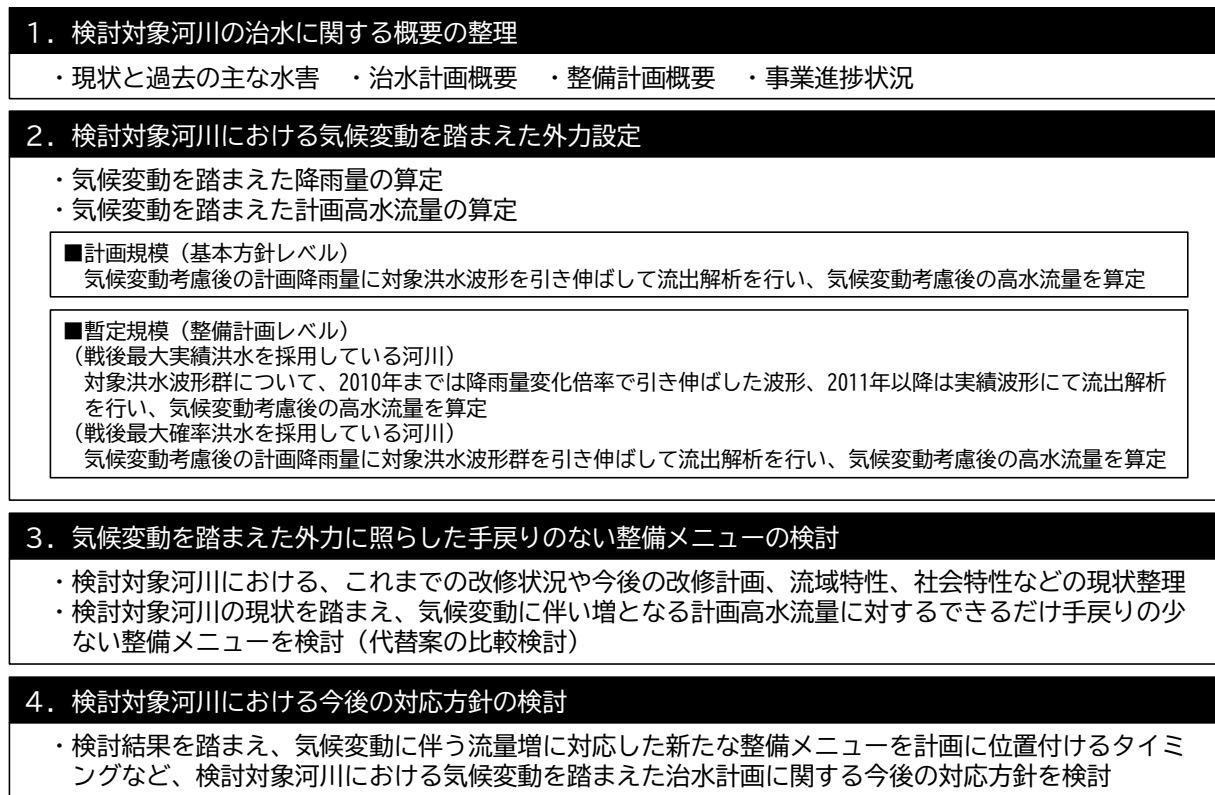 １．検討対象河川の治水に関する概要の整理
・現状と過去の主な水害　・治水計画概要　・整備計画概要　・事業進捗状況
２．検討対象河川における気候変動を踏まえた外力設定
・気候変動を踏まえた降雨量の算定
・気候変動を踏まえた計画高水流量の算定
■計画規模（基本方針レベル）
気候変動考慮後の計画降雨量に対象洪水波形を引き伸ばして流出解析を行い、気候変動考慮後の高水流量を算定
■暫定規模（整備計画レベル）
（戦後最大実績洪水を採用している河川）
対象洪水波形群について、2010年までは降雨量変化倍率で引き伸ばした波形、2011年以降は実績波形にて流出解析
を行い、気候変動考慮後の高水流量を算定
（戦後最大確率洪水を採用している河川）
気候変動考慮後の計画降雨量に対象洪水波形群を引き伸ばして流出解析を行い、気候変動考慮後の高水流量を算定
３．気候変動を踏まえた外力に照らした手戻りのない整備メニューの検討
・検討対象河川における、これまでの改修状況や今後の改修計画、流域特性、社会特性などの現状整理
・検討対象河川の現状を踏まえ、気候変動に伴い増となる計画高水流量に対するできるだけ手戻りの少
ない整備メニューを検討（代替案の比較検討）
４．検討対象河川における今後の対応方針の検討
・検討結果を踏まえ、気候変動に伴う流量増に対応した新たな整備メニューを計画に位置付けるタイミ
ングなど、検討対象河川における気候変動を踏まえた治水計画に関する今後の対応方針を検討